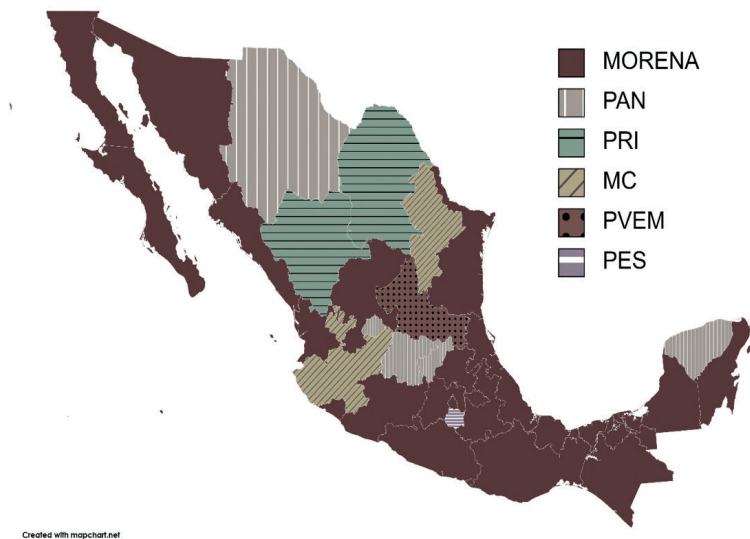 MORENA
PAN
PRI
MC
PVEM
PES
Created with mapchart.net